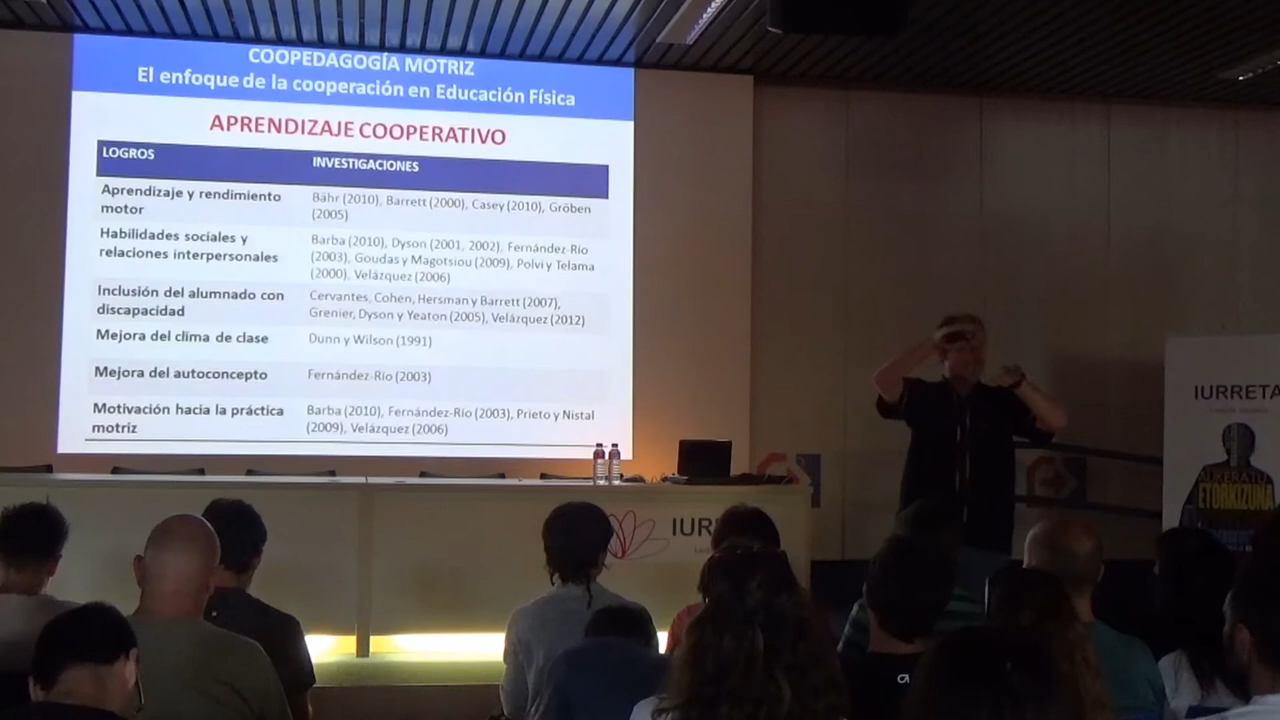 COOPEDAGOGÍA MOTRIZ
El enfoque de la cooperación en Educación Física
APRENDIZAJE COOPERATIVO
LOGROS INVESTIGACIONES
Aprendizaje y rendimiento
motor
Bähr (2010), Barrett (2000), Casey (2010), Gröben
(2005)
Habilidades sociales y
relaciones interpersonales
Barba (2010), Dyson (2001, 2002), Fernández-Río
(2003), Goudas y Magotsiou (2009), Polvi y Telama
(2000), Velázquez (2006)
Inclusión del alumnado con
discapacidad
Cervantes, Cohen, Hersman y Barrett (2007),
Grenier, Dyson y Yeaton (2005), Velázquez (2012)
Mejora del clima de clase
Dunn y Wilson (1991)
Mejora del autoconcepto
Fernández-Río (2003)
Motivación hacia la práctica
motriz
Barba (2010), Fernández-Río (2003), Prieto y Nistal
(2009), Velázquez (2006)
IUR
IURRETA
AUKERATU
ETORKIZUNA